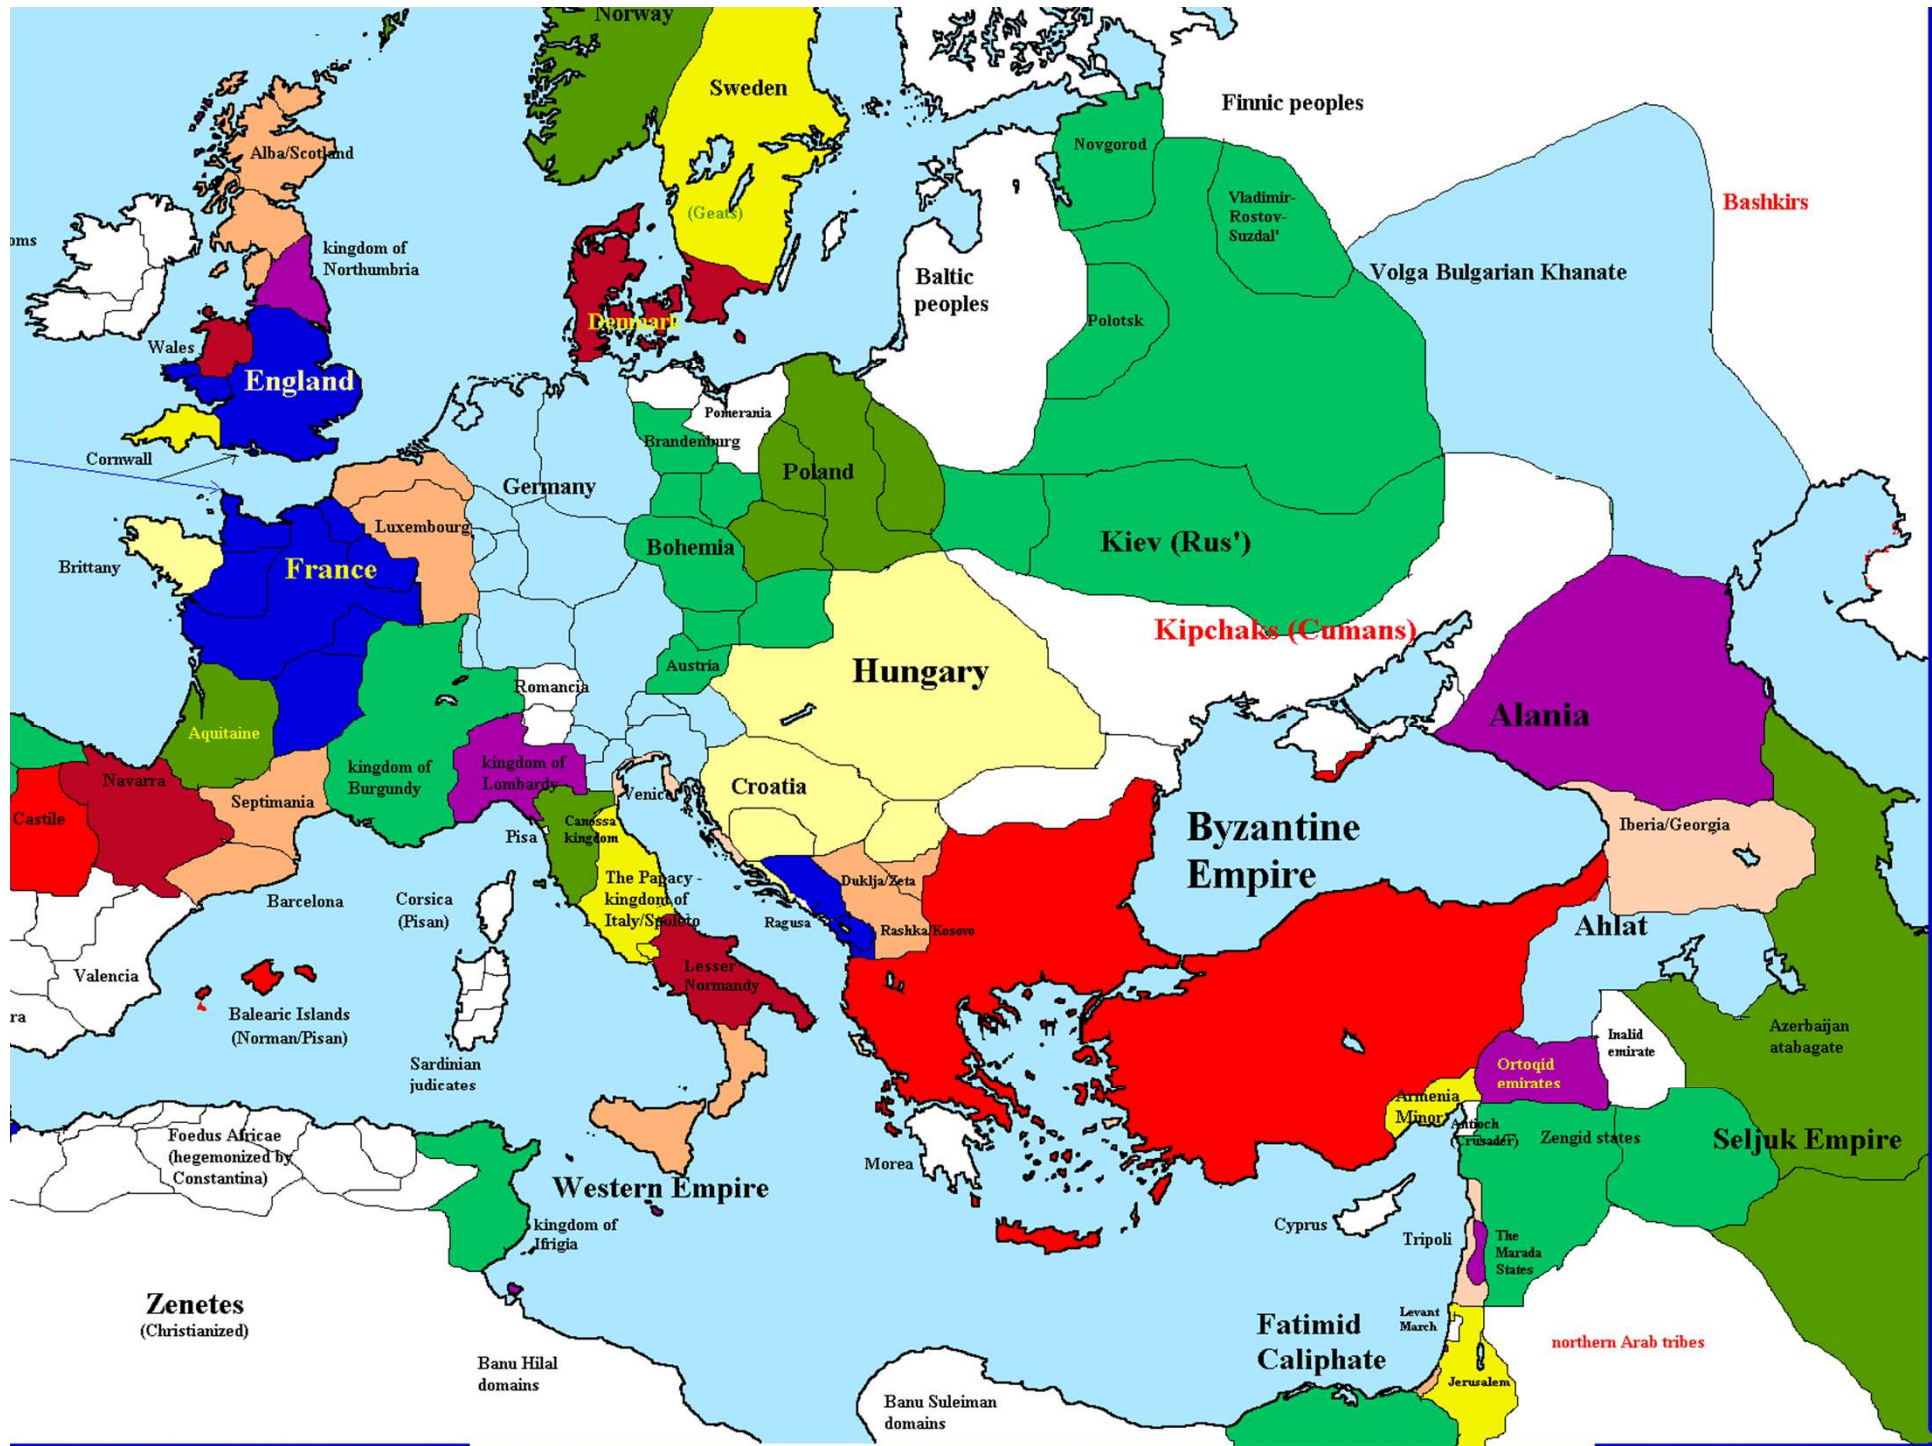 Norway
Sweden
Finnic peoples
Novgorod
Alba/Scotland
Vladimir-
Rostov-
Suzdal'
Bashkirs
(Geats)
oms
kingdom of
Northumbria
Volga Bulgarian Khanate
Baltic
peoples
Denmark
Polotsk
Wales
England
Pomerania
Brandenburg
Cornwall
Poland
Germany
Luxembourg
Bohemia
Kiev (Rus')
Brittany
France
Kipchaks (Cumans)
Austria
Hungary
Romancia
Alania
Aquitaine
kingdom of
Burgundy
kingdom of
Lombardy
Navarra
Septimania
Croatia
Venice
Castile
Pisa
Canossa
kingdom
Byzantine
Empire
Iberia/Georgia
The Papacy -
kingdom of
Italy/Spoleto
Duklja/Zeta
Barcelona
Corsica
(Pisan)
Ragusa
Rashka/Kosovo
Ahlat
Valencia
Lesser
Normandy
ra
Balearic Islands
(Norman/Pisan)
Sardinian
judicates
Inalid
emirate
Azerbaijan
atabagate
Ortoqid
emirates
Armenia
Minor
Antioch
(Crusader)
Zengid states
Seljuk Empire
Foedus Africae
(hegemonized by
Constantina)
Morea
Western Empire
kingdom of
Ifrigia
Cyprus
Tripoli
The
Marada
States
Zenetes
(Christianized)
Levant
March
Fatimid
Caliphate
northern Arab tribes
Banu Hilal
domains
Jerusalem
Banu Suleiman
domains